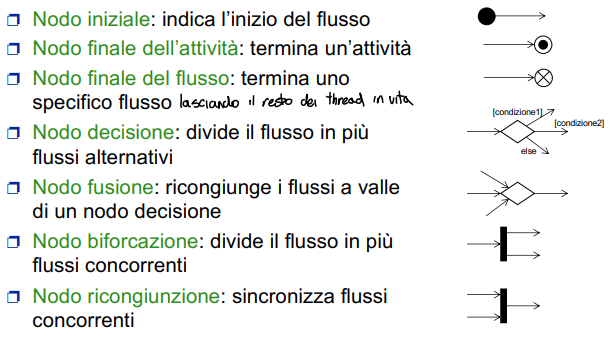 Nodo iniziale: indica l'inizio del flusso
Nodo finale dell'attività: termina un'attività
Nodo finale del flusso: termina uno
specifico flusso lasciando il resto dei thread in vita
Nodo decisione: divide il flusso in più
flussi alternativi
[condizione1]
[condizione2]
else
Nodo fusione: ricongiunge i flussi a valle
di un nodo decisione
Nodo biforcazione: divide il flusso in più
flussi concorrenti
Nodo ricongiunzione: sincronizza flussi
concorrenti